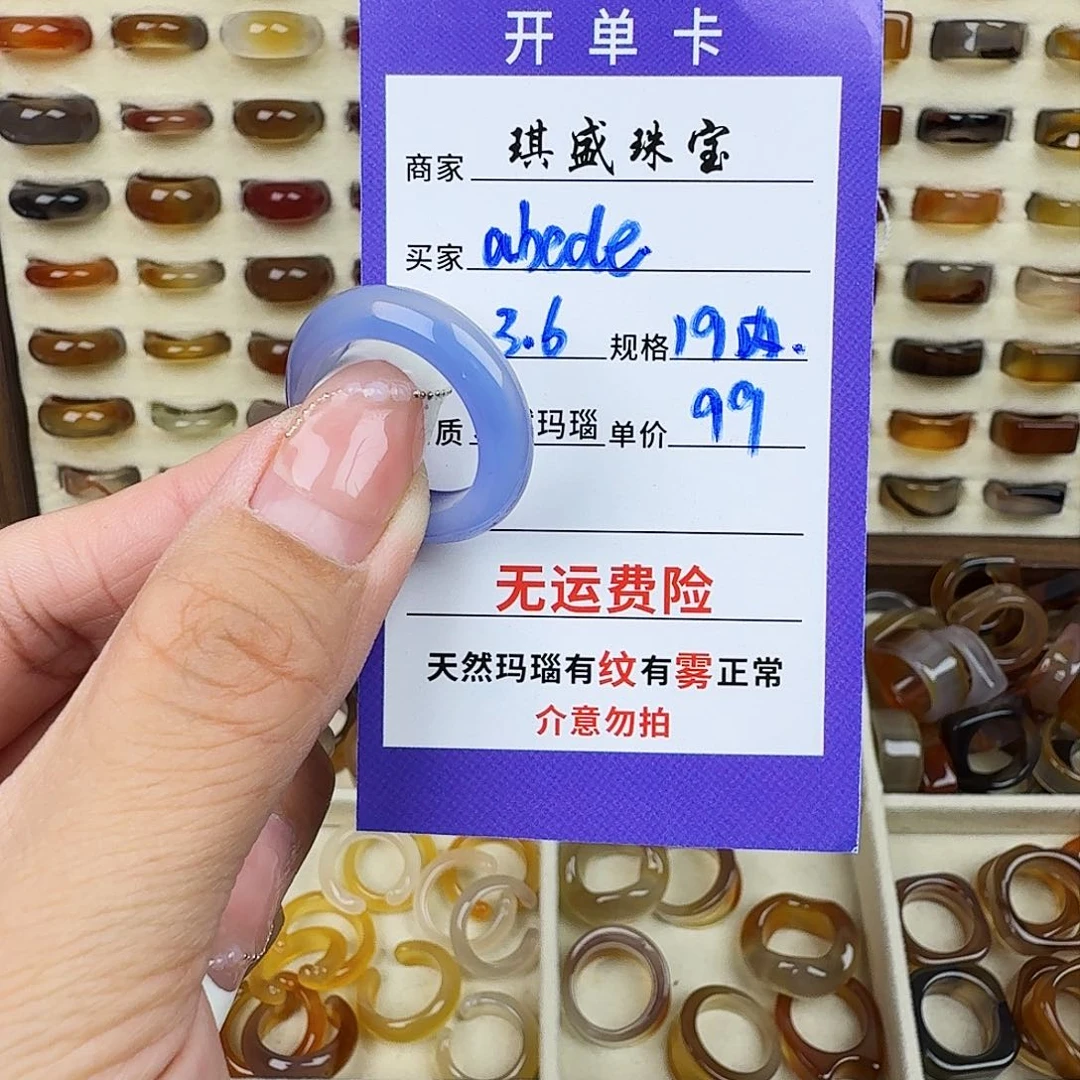 开单卡
商家 琪盛珠宝
买家 abcde
3.6 规格 19内.
质 玛瑙 单价 99
无运费险
天然玛瑙有纹有雾正常
介意勿拍